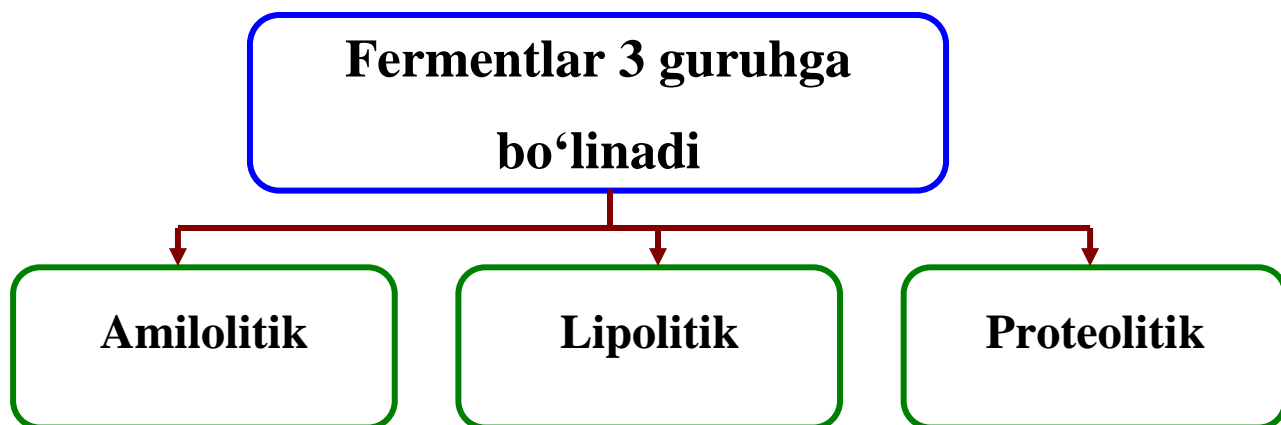 Fermentlar 3 guruhga
bo‘linadi
Amilolitik
Lipolitik
Proteolitik